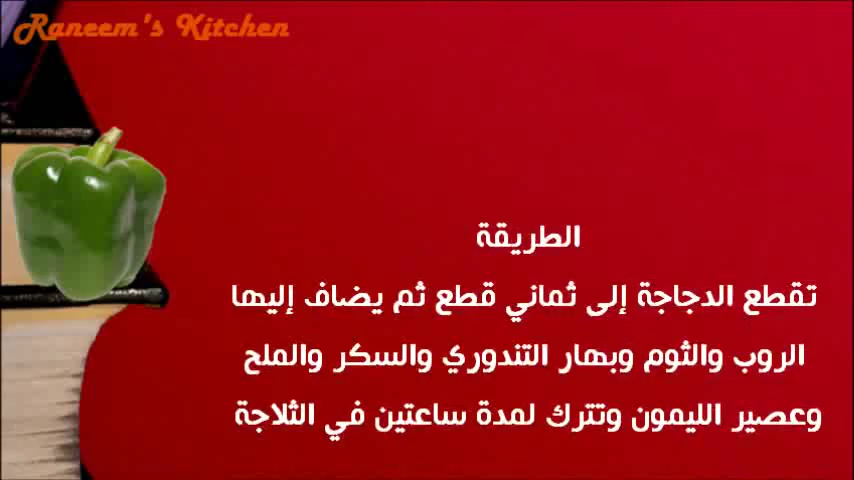 Raneem's Kitchen
الطريقة
تقطع الدجاجة إلى ثماني قطع ثم يضاف إليها
الروب والثوم وبهار التندوري والسكر والملح
وعصير الليمون وتترك لمدة ساعتين في الثلاجة